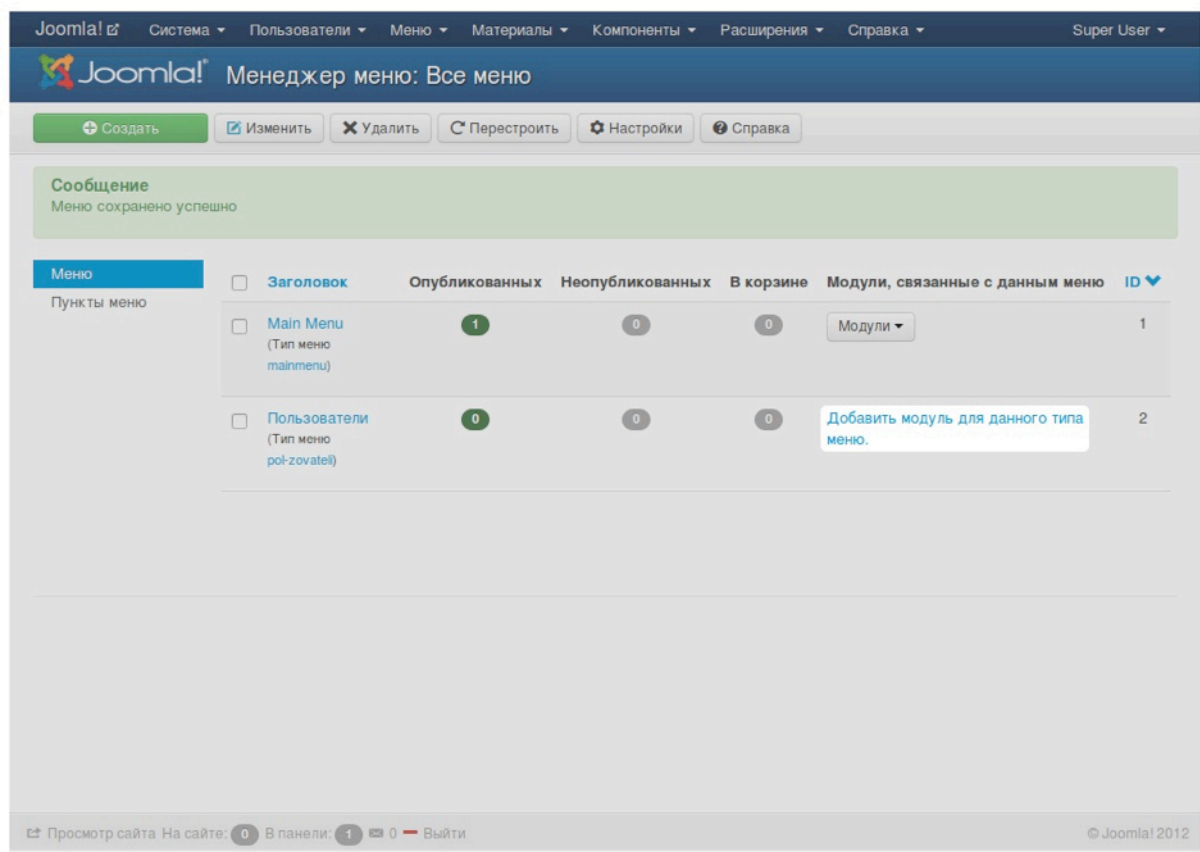 Joomla! Система Пользователи Меню Материалы Компоненты Расширения Справка Super User
Joomla! Менеджер меню: Все меню
Создать Изменить Удалить Перестроить Настройки Справка
Сообщение
Меню сохранено успешно
Меню
Пункты меню
Заголовок Опубликованных Неопубликованных В корзине Модули, связанные с данным меню ID
Main Menu 1 0 0 Модули 1
(Тип меню
mainmenu)
Пользователи 0 0 0 Добавить модуль для данного типа 2
(Тип меню меню.
pol-zovateli)
Просмотр сайта На сайте: 0 В панели: 1 0 Выйти © Joomla! 2012